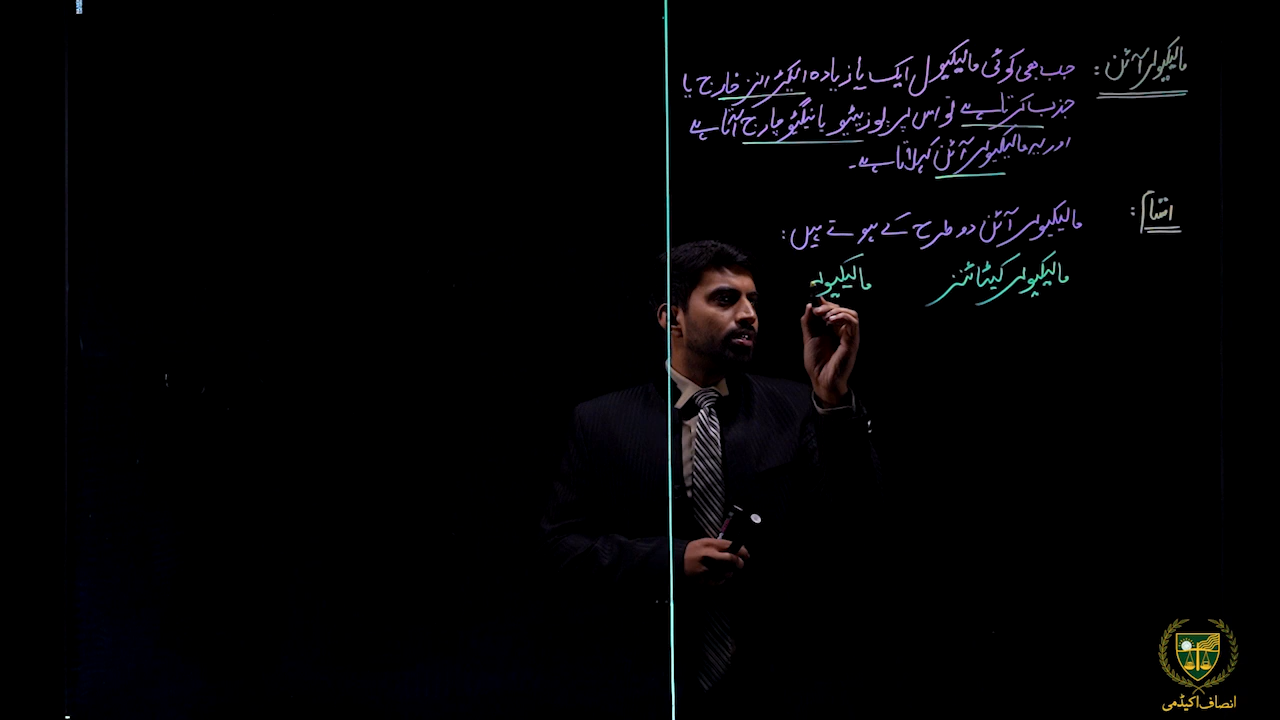 مالیکیولر آئن:
جب بھی کوئی مالیکیول ایک یا زیادہ الیکٹرانز خارج یا
جذب کرتا ہے تو اس پر پوزیٹیو یا نیگٹیو چارج آتا ہے
اور یہ مالیکیولر آئن کہلاتا ہے۔
اقسام:
مالیکیولر آئن دو طرح کے ہوتے ہیں:
مالیکیولر کیٹائنز مالیکیولر
انصاف اکیڈمی